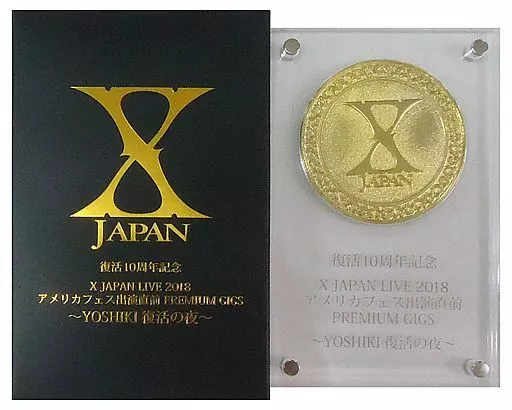 X
JAPAN
復活10周年記念
X JAPAN LIVE 2018
アメリカフェス出演直前 PREMIUM GIGS
～YOSHIKI 復活の夜～
X
JAPAN
復活10周年記念
X JAPAN LIVE 2018
アメリカフェス出演直前
PREMIUM GIGS
～YOSHIKI 復活の夜～